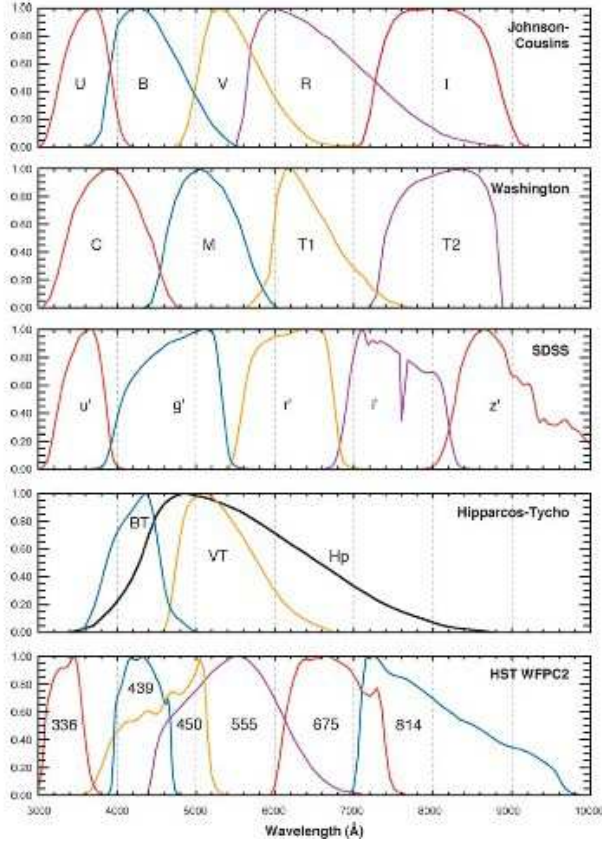 1.00
0.80
0.60
0.40
0.20
0.00
U B V R I
Johnson-
Cousins
1.00
0.80
0.60
0.40
0.20
0.00
C M T1 T2
Washington
1.00
0.80
0.60
0.40
0.20
0.00
u' g' r' i' z'
SDSS
1.00
0.80
0.60
0.40
0.20
0.00
BT VT Hp
Hipparcos-Tycho
1.00
0.80
0.60
0.40
0.20
0.00
336 439 450 555 675 814
HST WFPC2
3000 4000 5000 6000 7000 8000 9000 10000
Wavelength (Å)